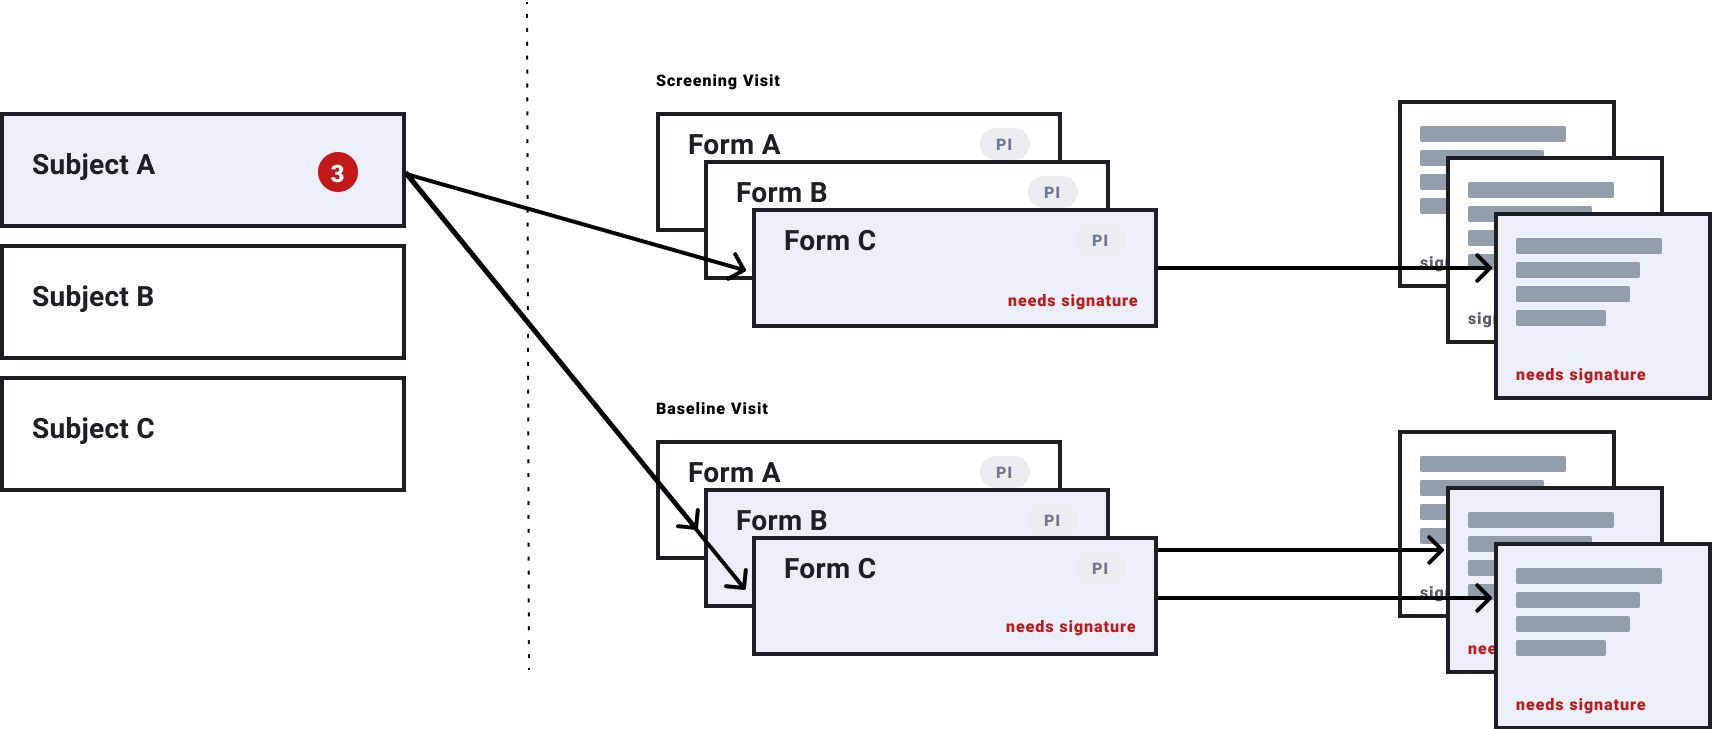 Subject A
3
Subject B
Subject C
Screening Visit
Form A
PI
Form B
PI
Form C
PI
needs signature
needs signature
Baseline Visit
Form A
PI
Form B
PI
Form C
PI
needs signature
needs signature